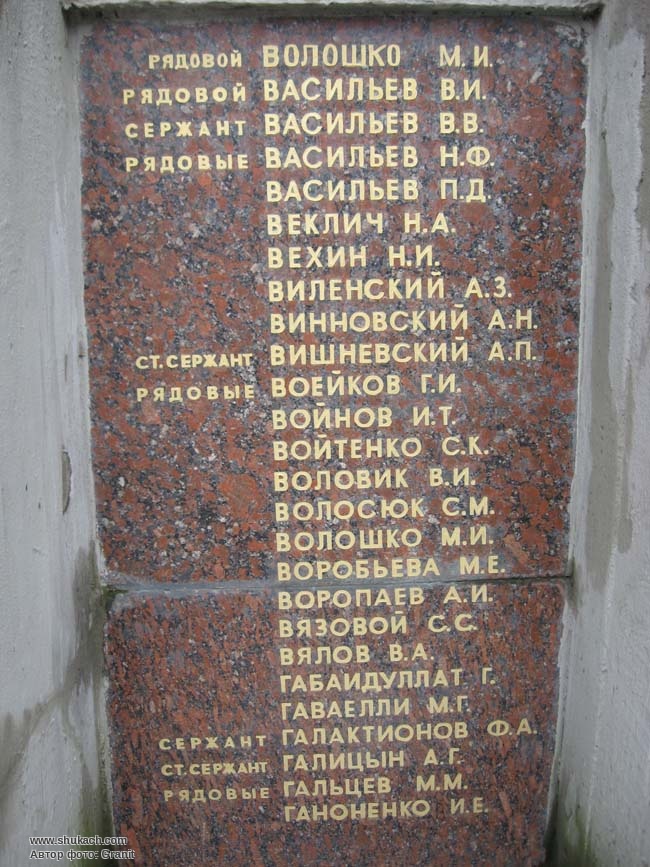 РЯДОВОЙ ВОЛОШКО М.И.
РЯДОВОЙ ВАСИЛЬЕВ В.И.
СЕРЖАНТ ВАСИЛЬЕВ В.В.
РЯДОВЫЕ ВАСИЛЬЕВ Н.Ф.
ВАСИЛЬЕВ П.Д.
ВЕКЛИЧ Н.А.
ВЕХИН Н.И.
ВИЛЕНСКИЙ А.З.
ВИННОВСКИЙ А.Н.
СТ.СЕРЖАНТ ВИШНЕВСКИЙ А.П.
РЯДОВЫЕ ВОЕЙКОВ Г.И.
ВОЙНОВ И.Т.
ВОЙТЕНКО С.К.
ВОЛОВИК В.И.
ВОЛОСЮК С.М.
ВОЛОШКО М.И.
ВОРОБЬЕВА М.Е.
ВОРОПАЕВ А.И.
ВЯЗОВОЙ С.С.
ВЯЛОВ В.А.
ГАБАИДУЛЛАТ Г.
ГАВАЕЛЛИ М.Г.
СЕРЖАНТ ГАЛАКТИОНОВ Ф.А.
СТ.СЕРЖАНТ ГАЛИЦЫН А.Г.
РЯДОВЫЕ ГАЛЬЦЕВ М.М.
ГАНОНЕНКО И.Е.
www.shukach.com
Автор фото: Granit